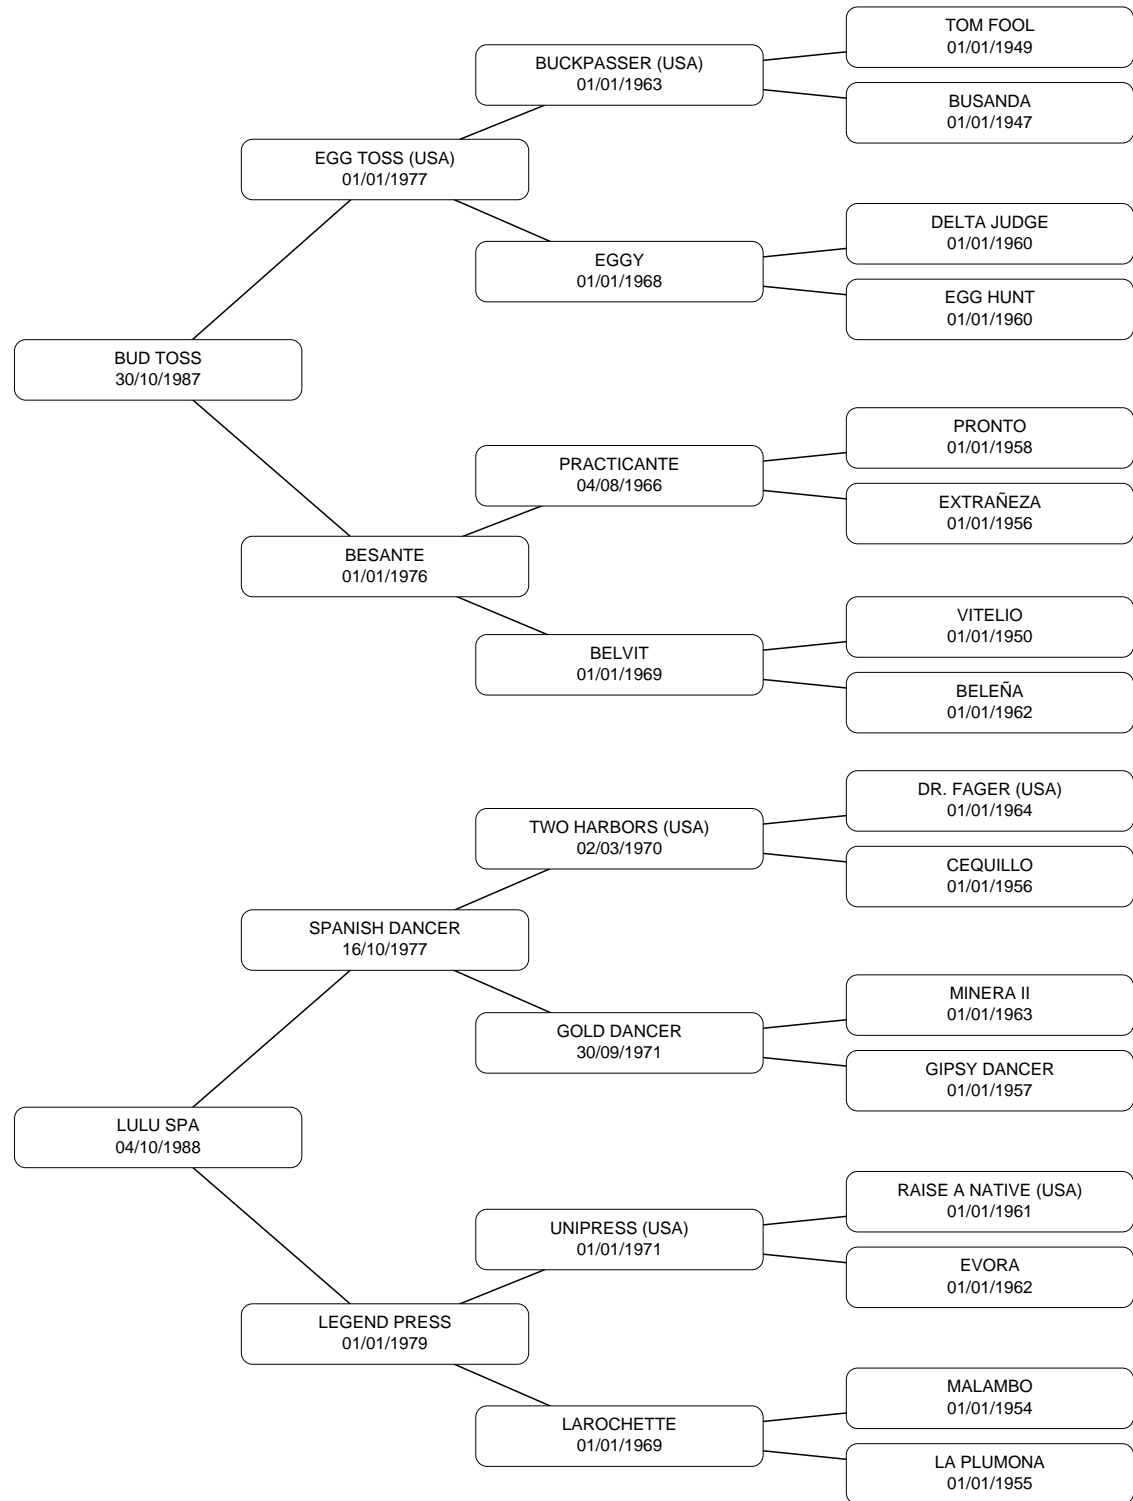 TOM FOOL
01/01/1949
BUCKPASSER (USA)
01/01/1963
BUSANDA
01/01/1947
EGG TOSS (USA)
01/01/1977
DELTA JUDGE
01/01/1960
EGGY
01/01/1968
EGG HUNT
01/01/1960
BUD TOSS
30/10/1987
PRONTO
01/01/1958
PRACTICANTE
04/08/1966
EXTRAÑEZA
01/01/1956
BESANTE
01/01/1976
VITELIO
01/01/1950
BELVIT
01/01/1969
BELEÑA
01/01/1962
DR. FAGER (USA)
01/01/1964
TWO HARBORS (USA)
02/03/1970
CEQUILLO
01/01/1956
SPANISH DANCER
16/10/1977
MINERA II
01/01/1963
GOLD DANCER
30/09/1971
GIPSY DANCER
01/01/1957
LULU SPA
04/10/1988
RAISE A NATIVE (USA)
01/01/1961
UNIPRESS (USA)
01/01/1971
EVORA
01/01/1962
LEGEND PRESS
01/01/1979
MALAMBO
01/01/1954
LAROCHETTE
01/01/1969
LA PLUMONA
01/01/1955